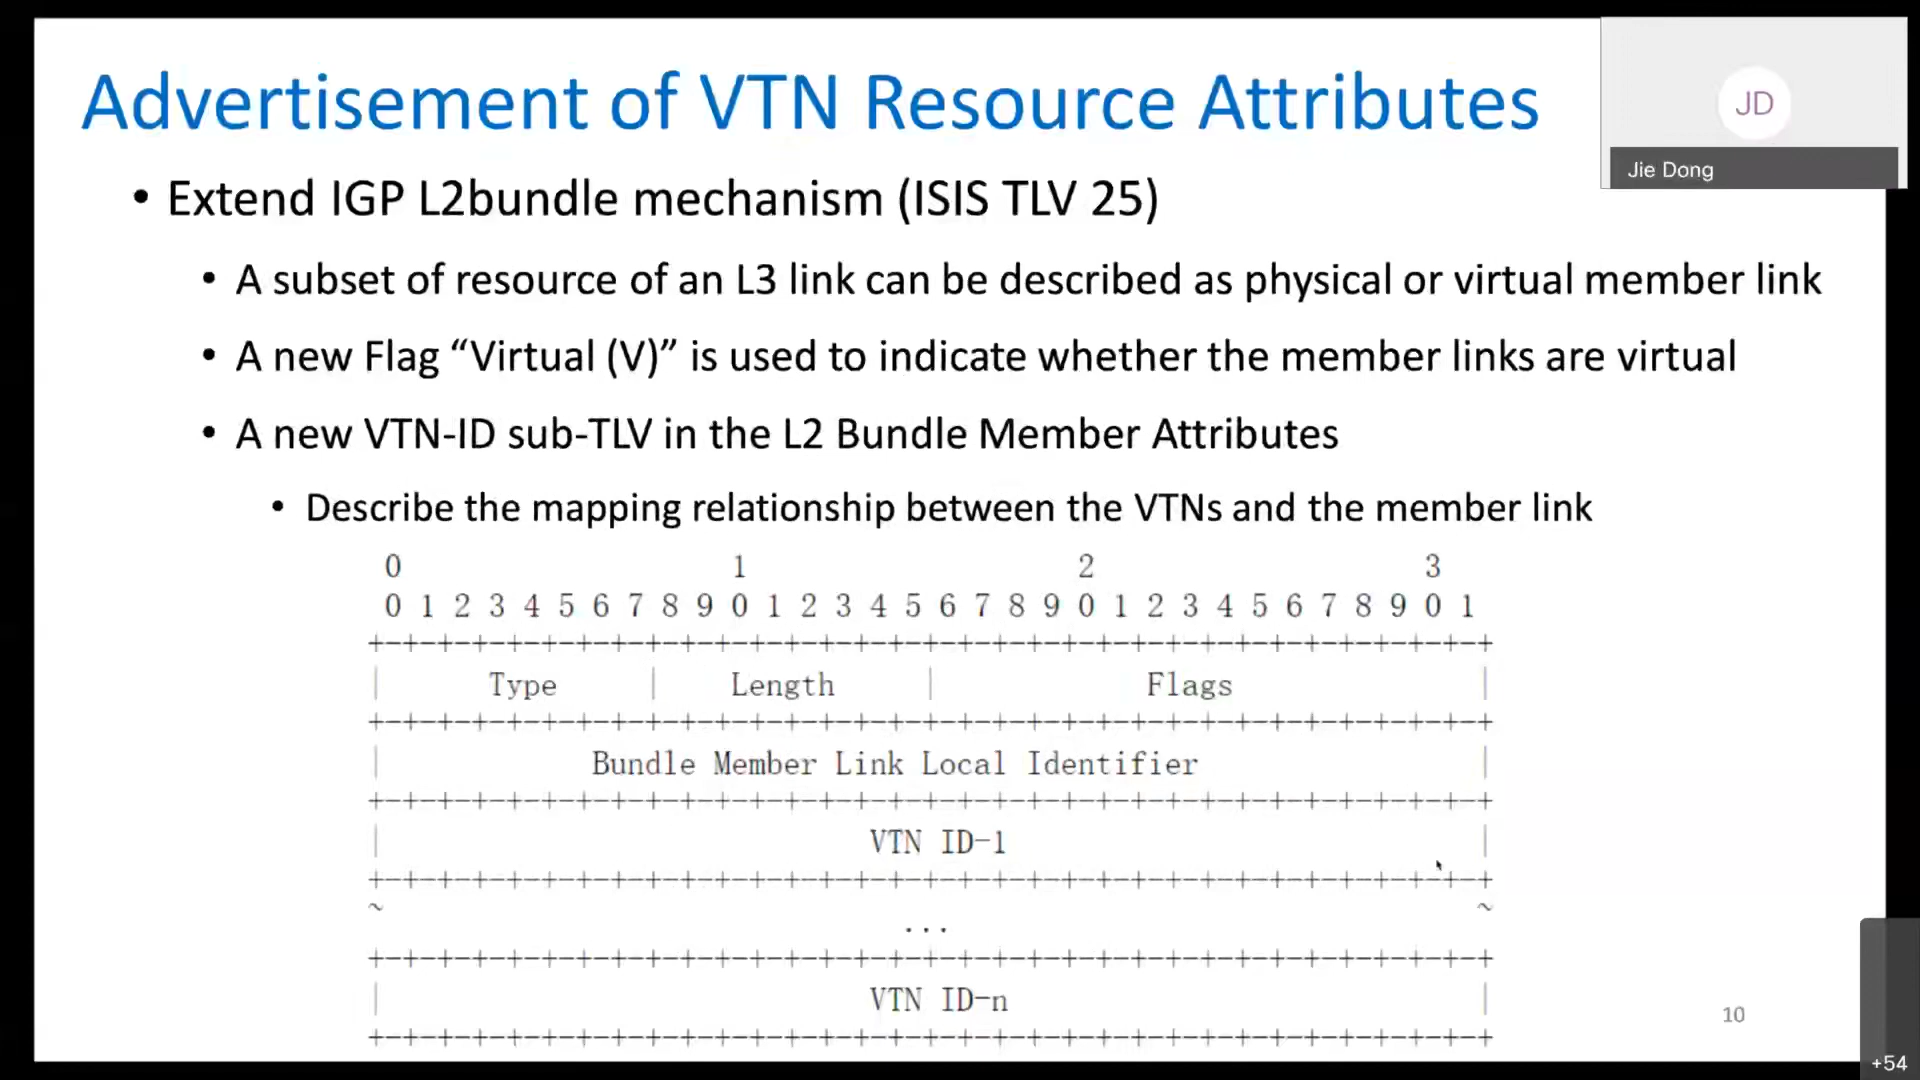 Advertisement of VTN Resource Attributes
JD
Jie Dong
• Extend IGP L2bundle mechanism (ISIS TLV 25)
• A subset of resource of an L3 link can be described as physical or virtual member link
• A new Flag “Virtual (V)” is used to indicate whether the member links are virtual
• A new VTN-ID sub-TLV in the L2 Bundle Member Attributes
• Describe the mapping relationship between the VTNs and the member link
0 1 2 3
0 1 2 3 4 5 6 7 8 9 0 1 2 3 4 5 6 7 8 9 0 1 2 3 4 5 6 7 8 9 0 1
+-+-+-+-+-+-+-+-+-+-+-+-+-+-+-+-+-+-+-+-+-+-+-+-+-+-+-+-+-+-+-+-+
| Type | Length | Flags |
+-+-+-+-+-+-+-+-+-+-+-+-+-+-+-+-+-+-+-+-+-+-+-+-+-+-+-+-+-+-+-+-+
| Bundle Member Link Local Identifier |
+-+-+-+-+-+-+-+-+-+-+-+-+-+-+-+-+-+-+-+-+-+-+-+-+-+-+-+-+-+-+-+-+
| VTN ID-1 |
+-+-+-+-+-+-+-+-+-+-+-+-+-+-+-+-+-+-+-+-+-+-+-+-+-+-+-+-+-+-+-+-+
~ ... ~
+-+-+-+-+-+-+-+-+-+-+-+-+-+-+-+-+-+-+-+-+-+-+-+-+-+-+-+-+-+-+-+-+
| VTN ID-n |
+-+-+-+-+-+-+-+-+-+-+-+-+-+-+-+-+-+-+-+-+-+-+-+-+-+-+-+-+-+-+-+-+
10
+54